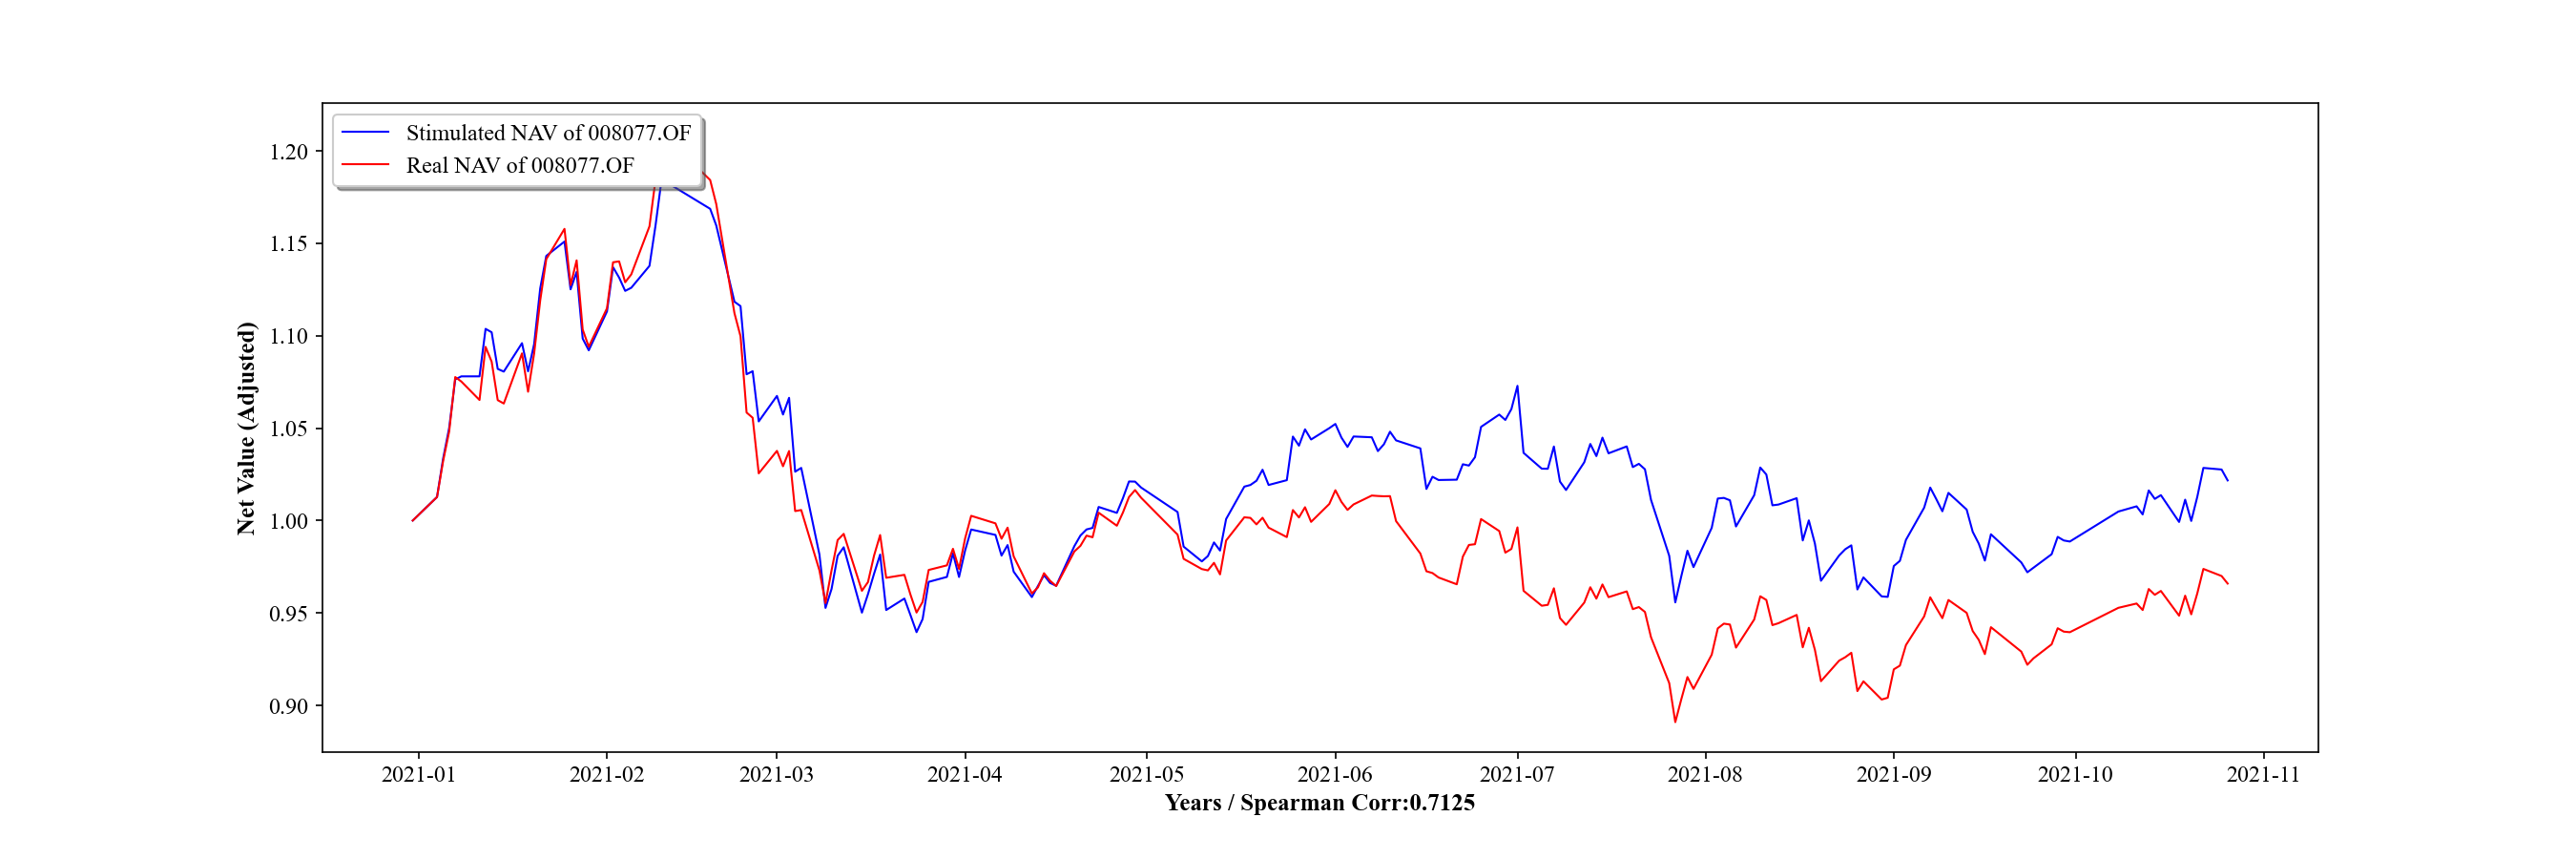 Stimulated NAV of 008077.OF
Real NAV of 008077.OF
Net Value (Adjusted)
1.20
1.15
1.10
1.05
1.00
0.95
0.90
2021-01 2021-02 2021-03 2021-04 2021-05 2021-06 2021-07 2021-08 2021-09 2021-10 2021-11
Years / Spearman Corr:0.7125